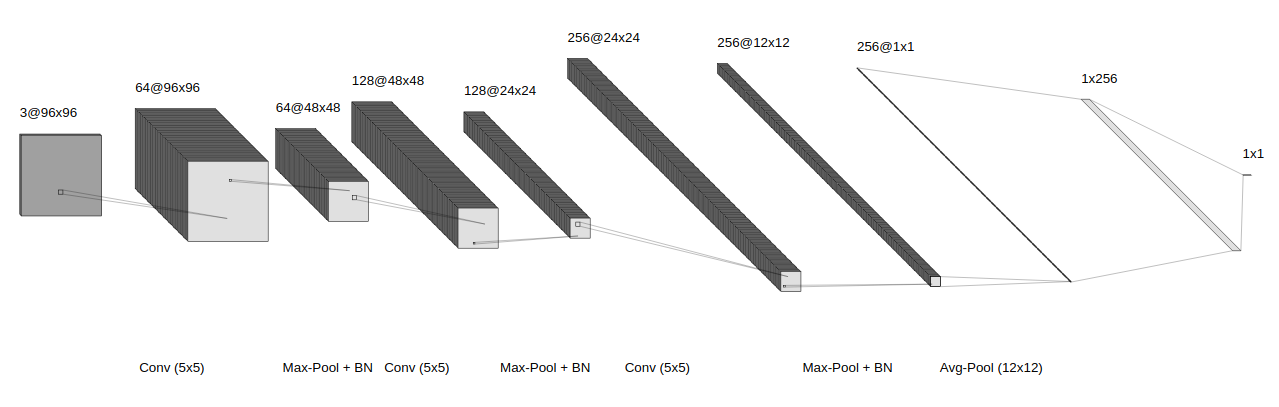 3@96x96
64@96x96
64@48x48
128@48x48
128@24x24
256@24x24
256@12x12
256@1x1
1x256
1x1
Conv (5x5)
Max-Pool + BN
Conv (5x5)
Max-Pool + BN
Conv (5x5)
Max-Pool + BN
Avg-Pool (12x12)